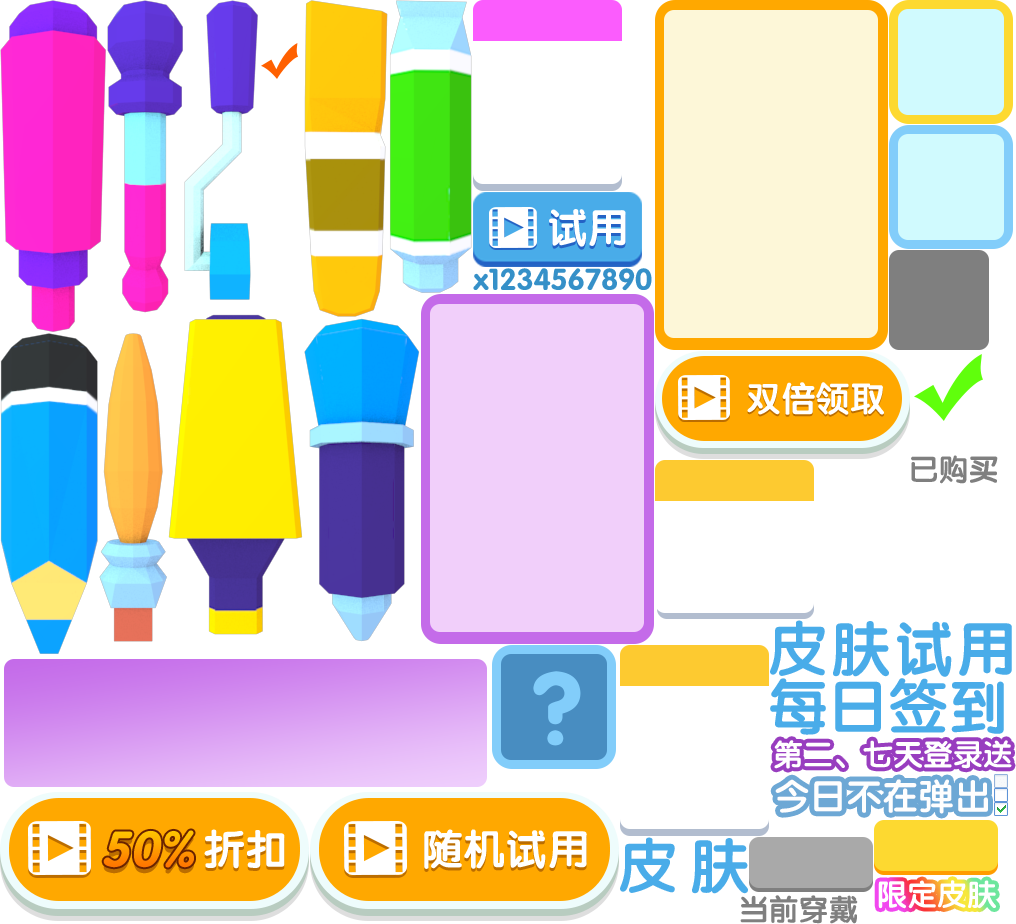 试用
x1234567890
?
双倍领取
已购买
皮肤试用
每日签到
第二、七天登录送
今日不在弹出
50%折扣
随机试用
皮肤
当前穿戴
限定皮肤